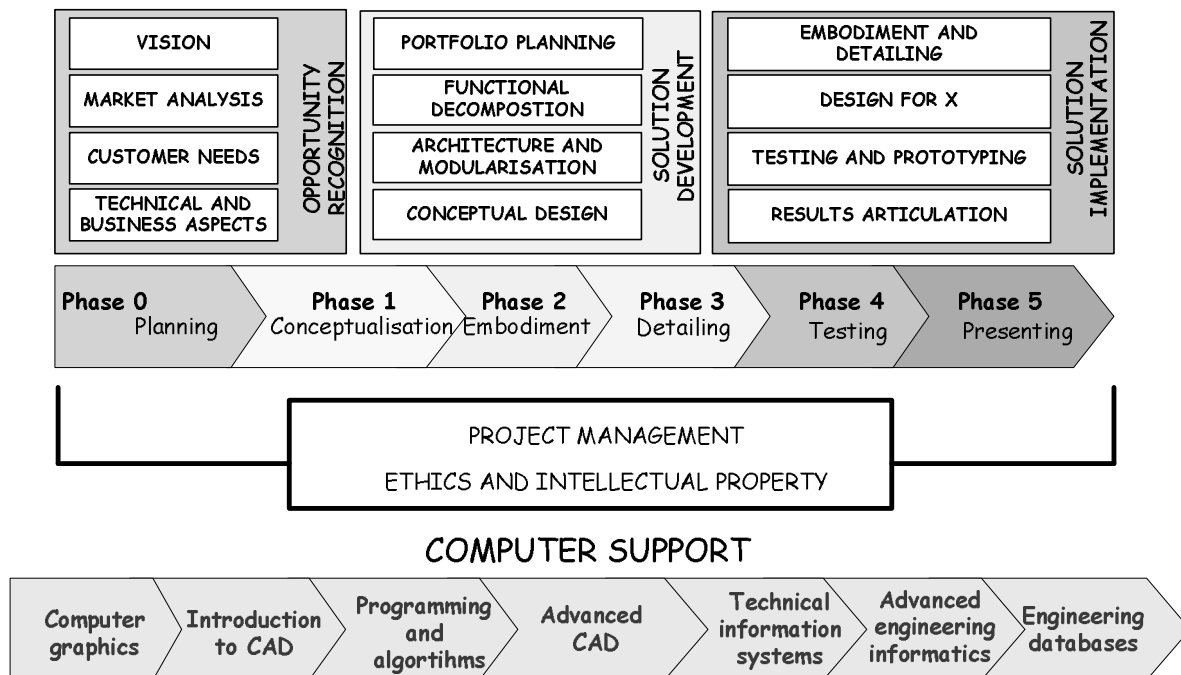 VISION
MARKET ANALYSIS
CUSTOMER NEEDS
TECHNICAL AND
BUSINESS ASPECTS
OPPORTUNITY
RECOGNITION
PORTFOLIO PLANNING
FUNCTIONAL
DECOMPOSTION
ARCHITECTURE AND
MODULARISATION
CONCEPTUAL DESIGN
SOLUTION
DEVELOPMENT
EMBODIMENT AND
DETAILING
DESIGN FOR X
TESTING AND PROTOTYPING
RESULTS ARTICULATION
SOLUTION
IMPLEMENTATION
Phase 0
Planning
Phase 1
Conceptualisation
Phase 2
Embodiment
Phase 3
Detailing
Phase 4
Testing
Phase 5
Presenting
PROJECT MANAGEMENT
ETHICS AND INTELLECTUAL PROPERTY
COMPUTER SUPPORT
Computer
graphics
Introduction
to CAD
Programming
and
algortihms
Advanced
CAD
Technical
information
systems
Advanced
engineering
informatics
Engineering
databases